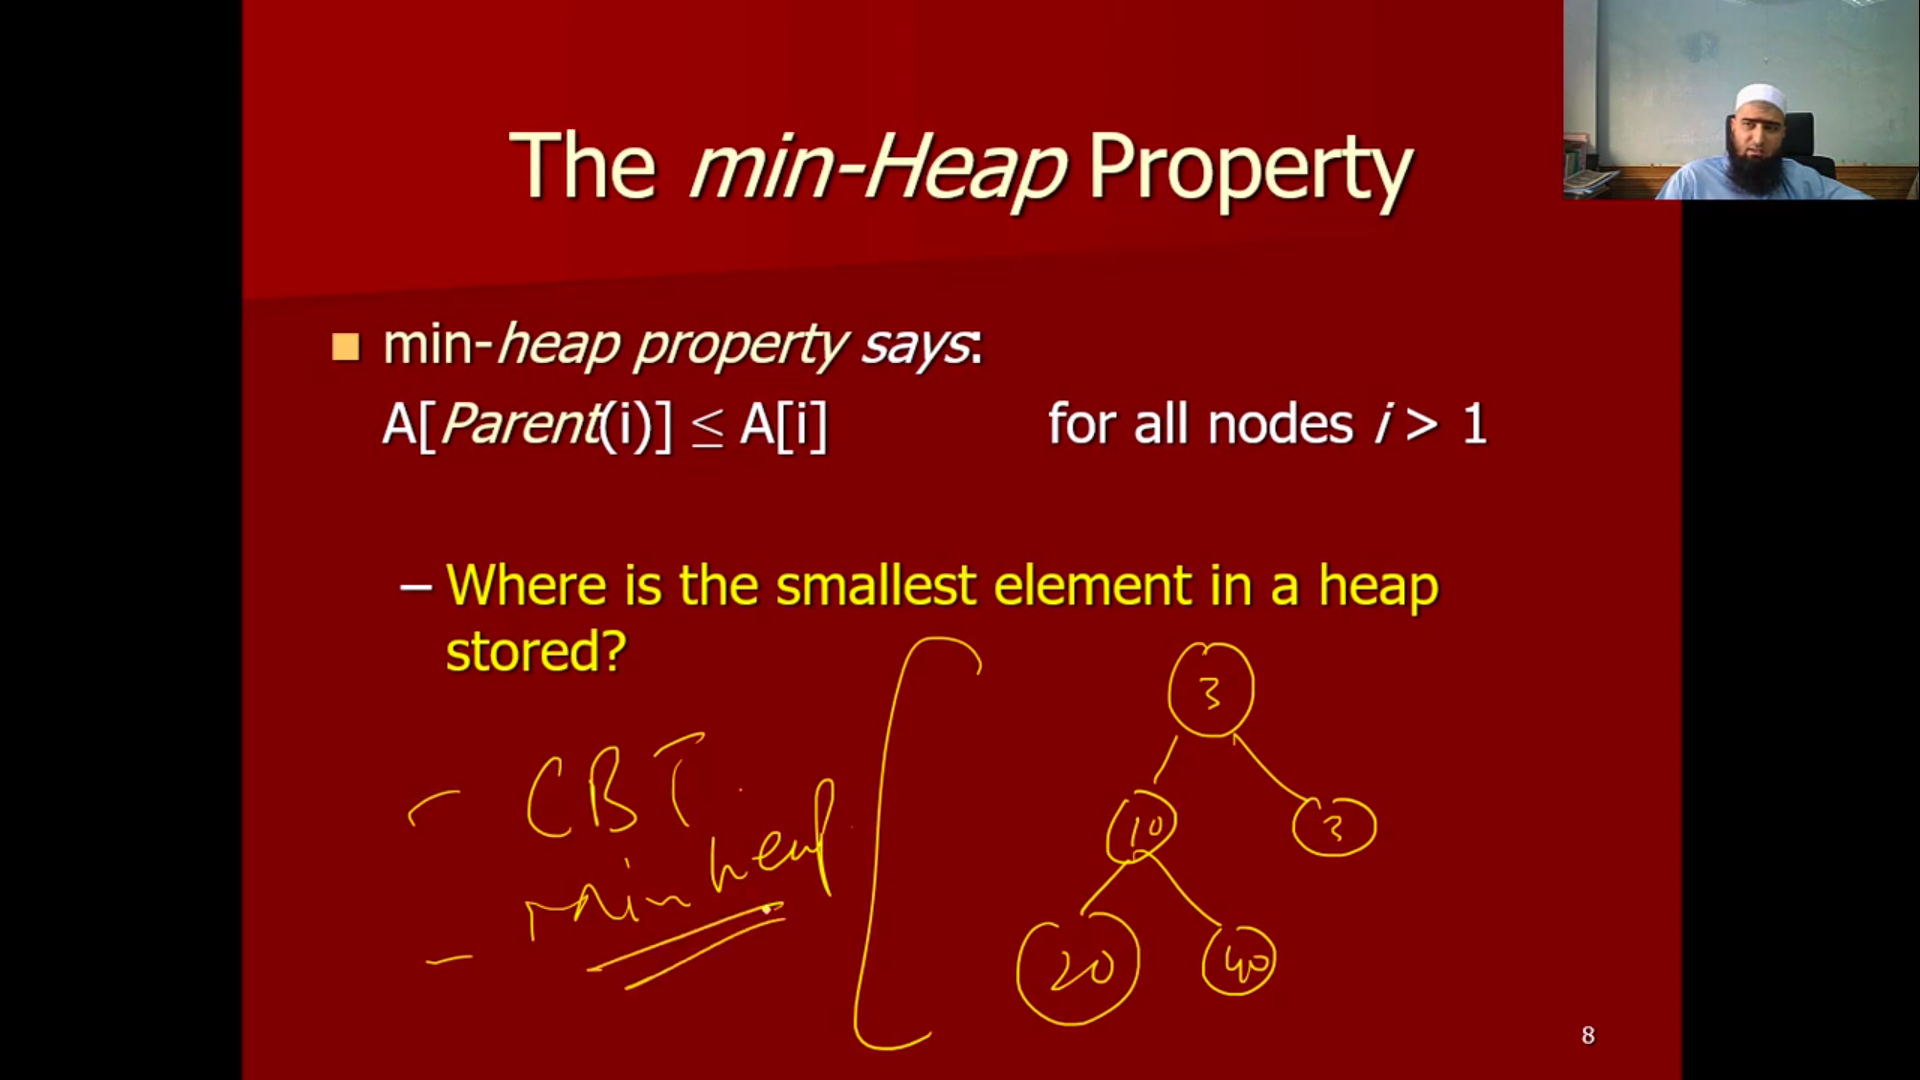 The min-Heap Property
min-heap property says:
A[Parent(i)] ≤ A[i] for all nodes i > 1
– Where is the smallest element in a heap
stored?
- CBT
- min heap
3
10 3
20 40
8